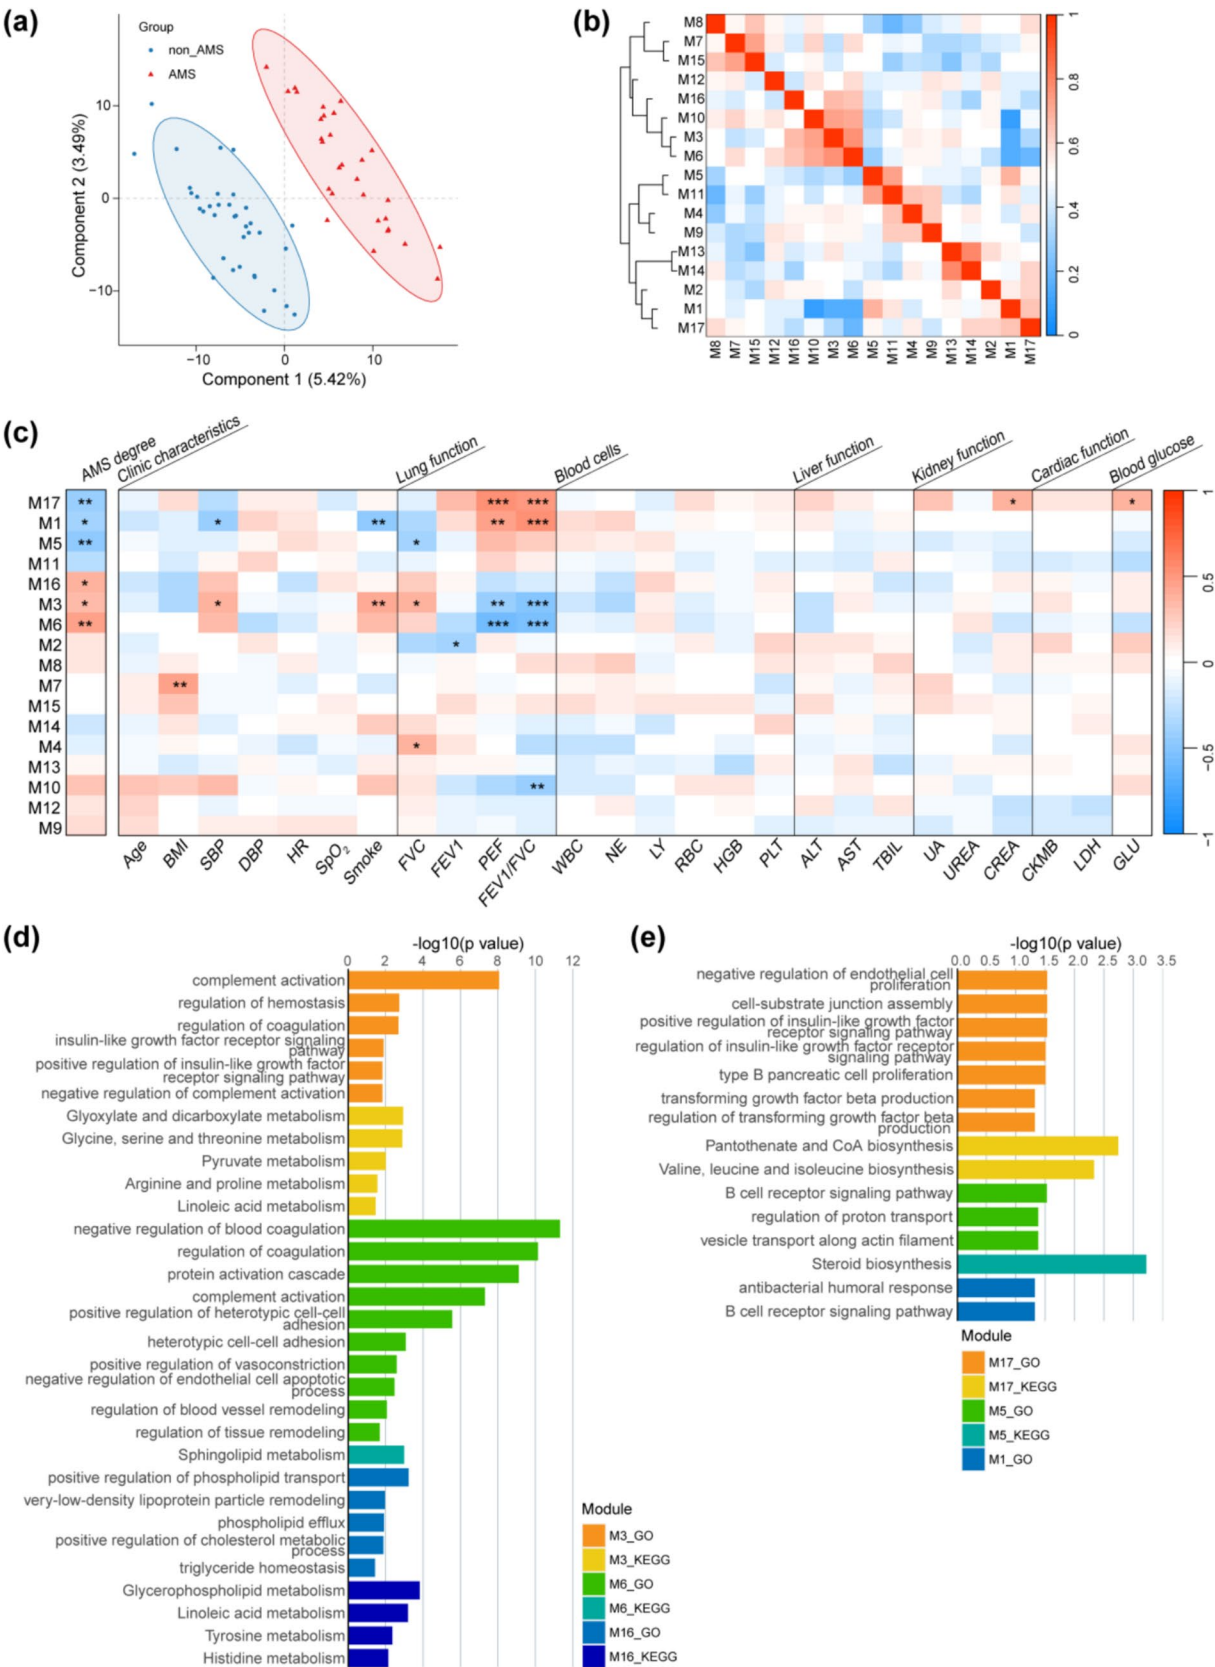 (a)
Group
non_AMS
AMS
10
0
−10
Component 2 (3.49%)
−10
0
10
Component 1 (5.42%)
(b)
M8
M7
M15
M12
M16
M10
M3
M6
M5
M11
M4
M9
M13
M14
M2
M1
M17
M8 M7 M15 M12 M16 M10 M3 M6 M5 M11 M4 M9 M13 M14 M2 M1 M17
1
0.8
0.6
0.4
0.2
0
(c)
AMS degree
Clinic characteristics
Lung function
Blood cells
Liver function
Kidney function
Cardiac function
Blood glucose
M17 ** *** *** * *
M1 * * ** ** ***
M5 ** *
M11
M16 *
M3 * * ** * ** ***
M6 ** *** ***
M2 *
M8
M7 **
M15
M14
M4 *
M13
M10 **
M12
M9
Age BMI SBP DBP HR SpO2 Smoke FVC FEV1 PEF FEV1/FVC WBC NE LY RBC HGB PLT ALT AST TBIL UA UREA CREA CKMB LDH GLU
1
0.5
0
−0.5
−1
(d)
-log10(p value)
0 2 4 6 8 10 12
complement activation
regulation of hemostasis
regulation of coagulation
insulin-like growth factor receptor signaling
pathway
positive regulation of insulin-like growth factor
receptor signaling pathway
negative regulation of complement activation
Glyoxylate and dicarboxylate metabolism
Glycine, serine and threonine metabolism
Pyruvate metabolism
Arginine and proline metabolism
Linoleic acid metabolism
negative regulation of blood coagulation
regulation of coagulation
protein activation cascade
complement activation
positive regulation of heterotypic cell-cell
adhesion
heterotypic cell-cell adhesion
positive regulation of vasoconstriction
negative regulation of endothelial cell apoptotic
process
regulation of blood vessel remodeling
regulation of tissue remodeling
Sphingolipid metabolism
positive regulation of phospholipid transport
very-low-density lipoprotein particle remodeling
phospholipid efflux
positive regulation of cholesterol metabolic
process
triglyceride homeostasis
Glycerophospholipid metabolism
Linoleic acid metabolism
Tyrosine metabolism
Histidine metabolism
Module
M3_GO
M3_KEGG
M6_GO
M6_KEGG
M16_GO
M16_KEGG
(e)
-log10(p value)
0.0 0.5 1.0 1.5 2.0 2.5 3.0 3.5
negative regulation of endothelial cell
proliferation
cell-substrate junction assembly
positive regulation of insulin-like growth factor
receptor signaling pathway
regulation of insulin-like growth factor receptor
signaling pathway
type B pancreatic cell proliferation
transforming growth factor beta production
regulation of transforming growth factor beta
production
Pantothenate and CoA biosynthesis
Valine, leucine and isoleucine biosynthesis
B cell receptor signaling pathway
regulation of proton transport
vesicle transport along actin filament
Steroid biosynthesis
antibacterial humoral response
B cell receptor signaling pathway
Module
M17_GO
M17_KEGG
M5_GO
M5_KEGG
M1_GO